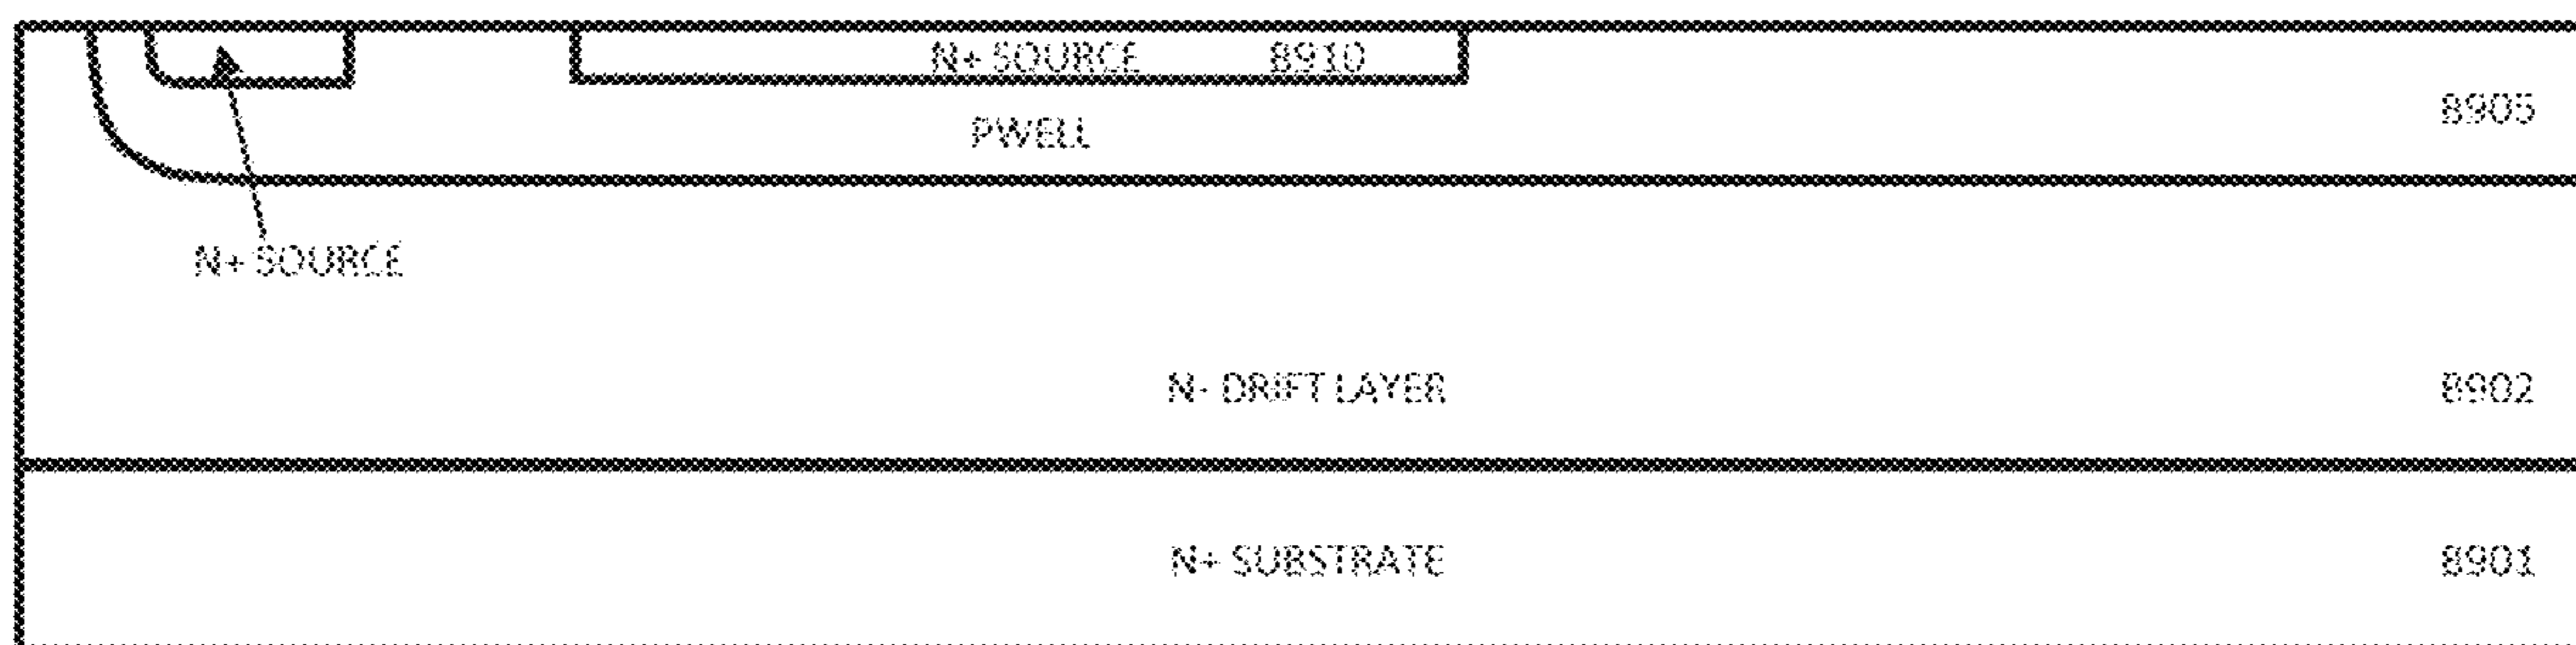 N+ SOURCE 8910
8905
PWELL
N+ SOURCE
N- DRIFT LAYER 8902
N+ SUBSTRATE 8901